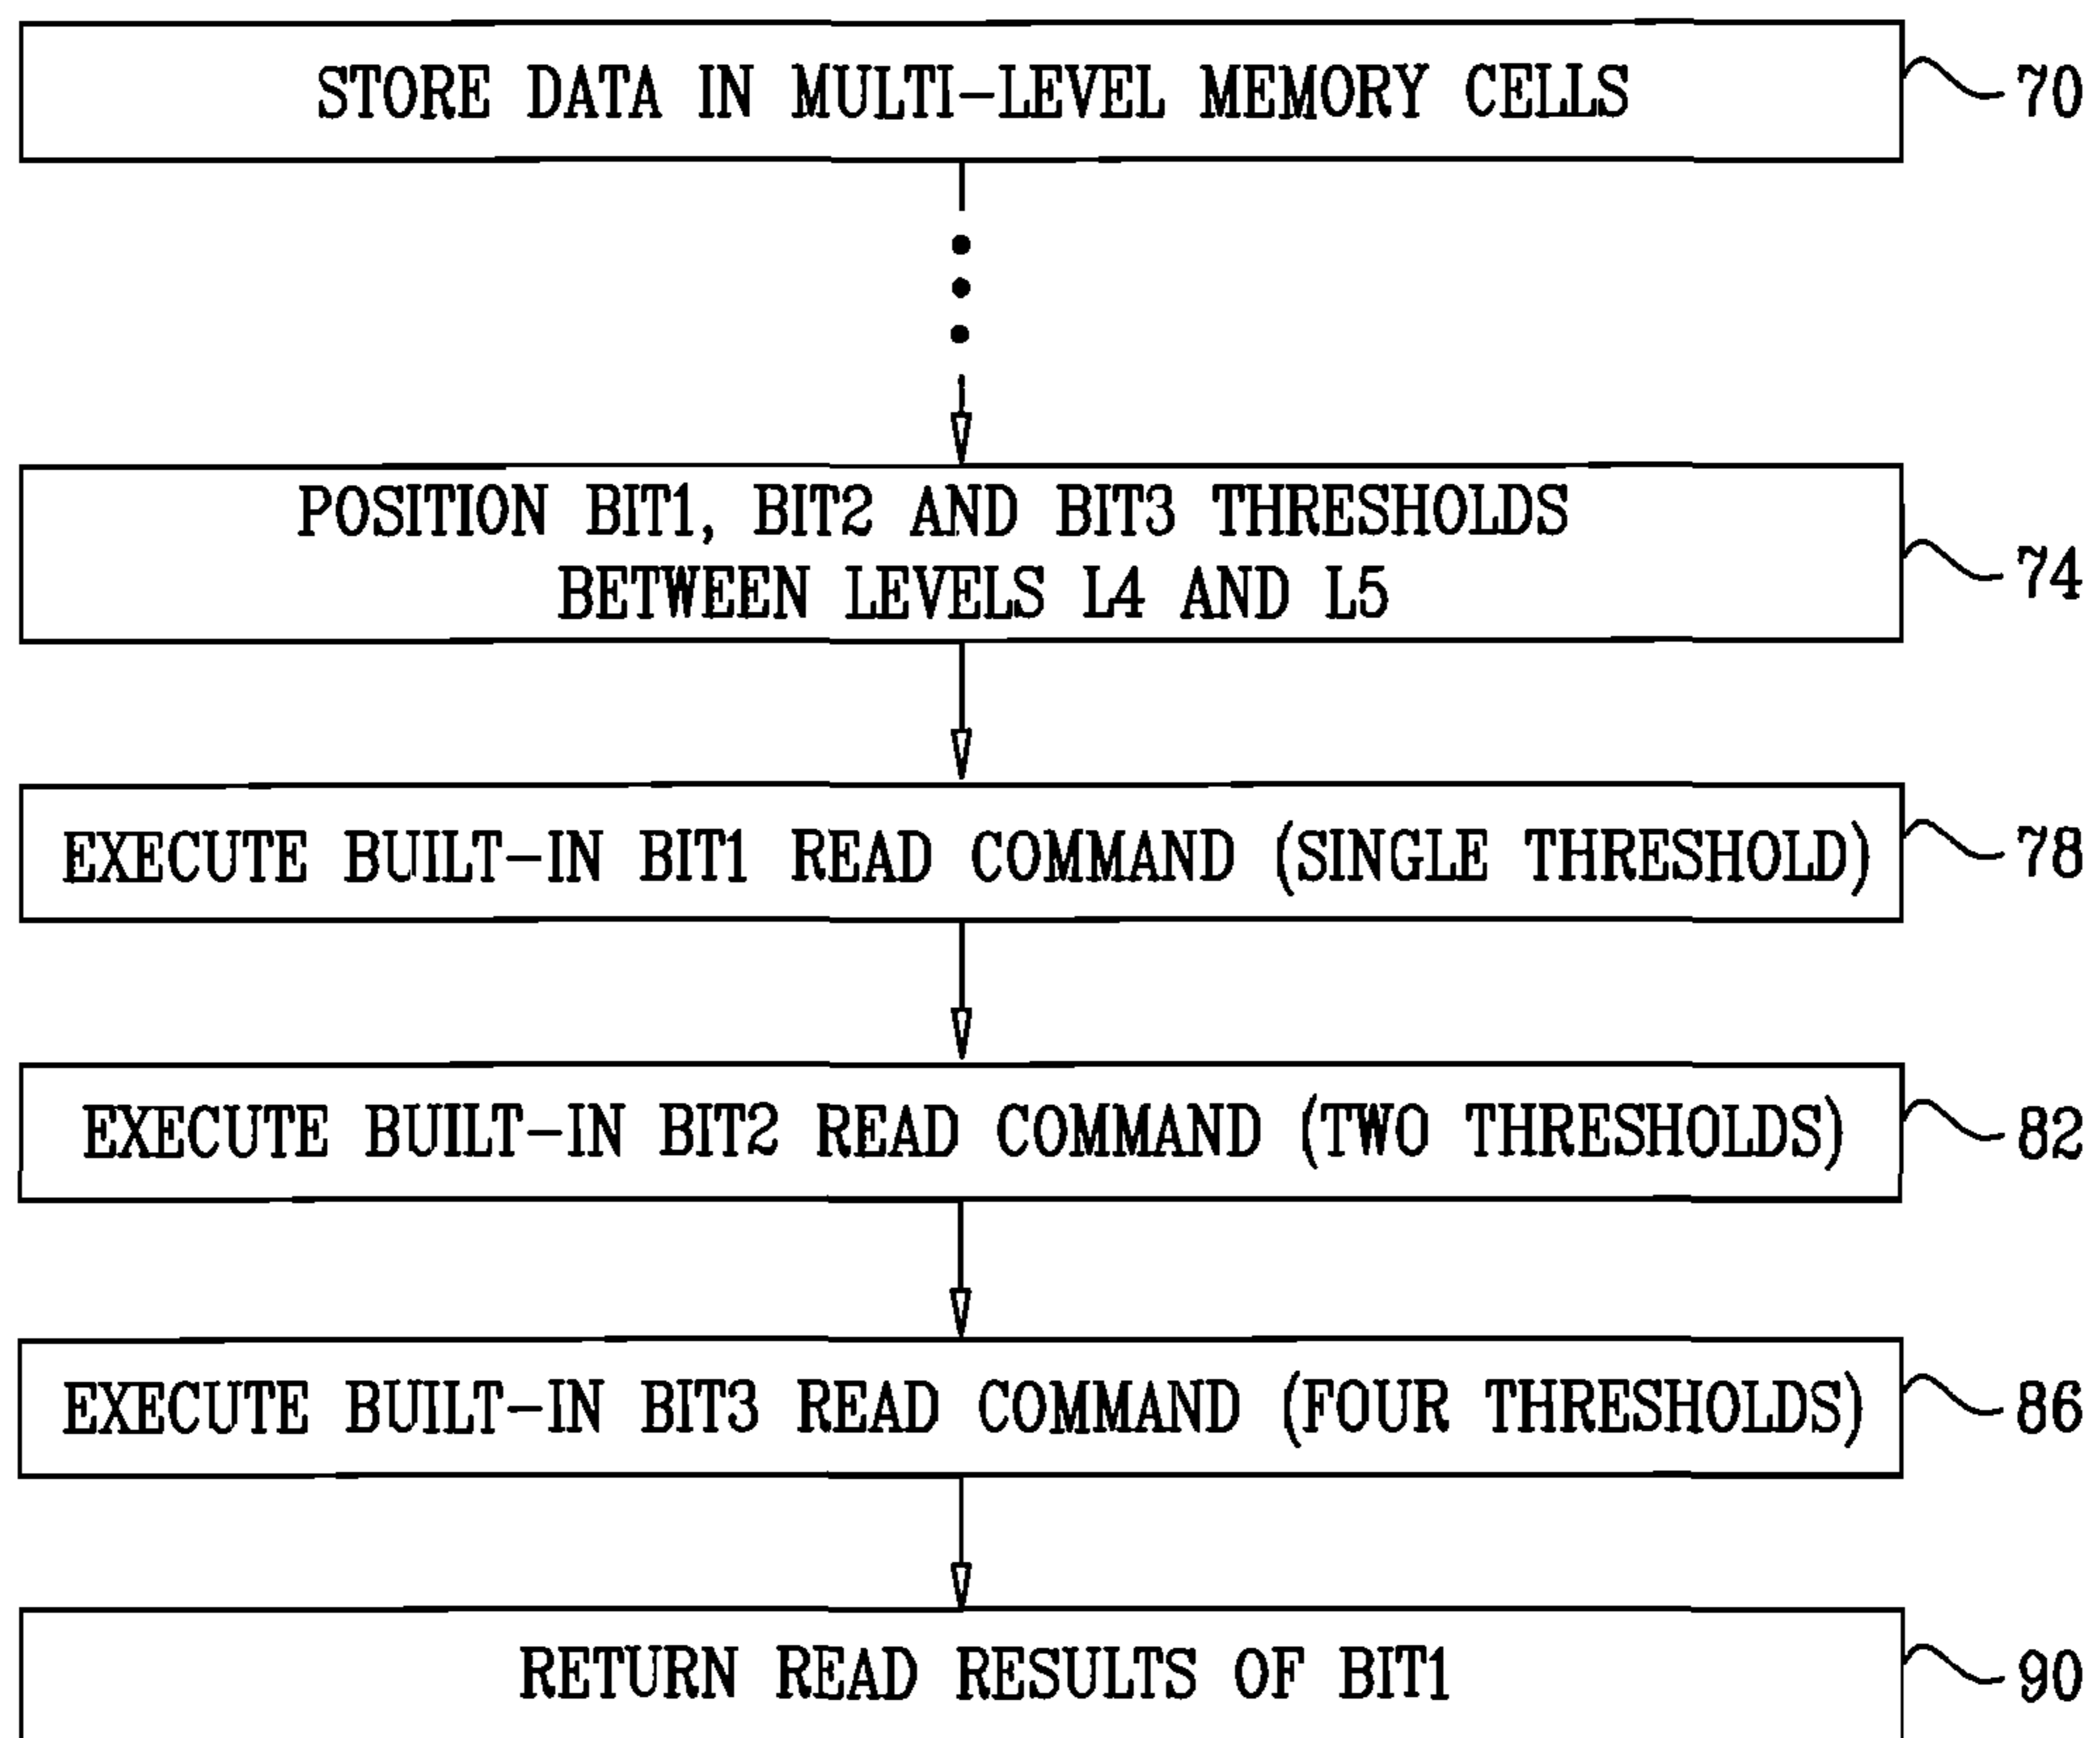 STORE DATA IN MULTI-LEVEL MEMORY CELLS
70
POSITION BIT1, BIT2 AND BIT3 THRESHOLDS
BETWEEN LEVELS L4 AND L5
74
EXECUTE BUILT-IN BIT1 READ COMMAND (SINGLE THRESHOLD)
78
EXECUTE BUILT-IN BIT2 READ COMMAND (TWO THRESHOLDS)
82
EXECUTE BUILT-IN BIT3 READ COMMAND (FOUR THRESHOLDS)
86
RETURN READ RESULTS OF BIT1
90